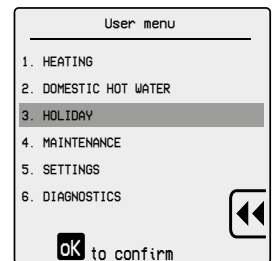 User menu
1. HEATING
2. DOMESTIC HOT WATER
3. HOLIDAY
4. MAINTENANCE
5. SETTINGS
6. DIAGNOSTICS
oK to confirm